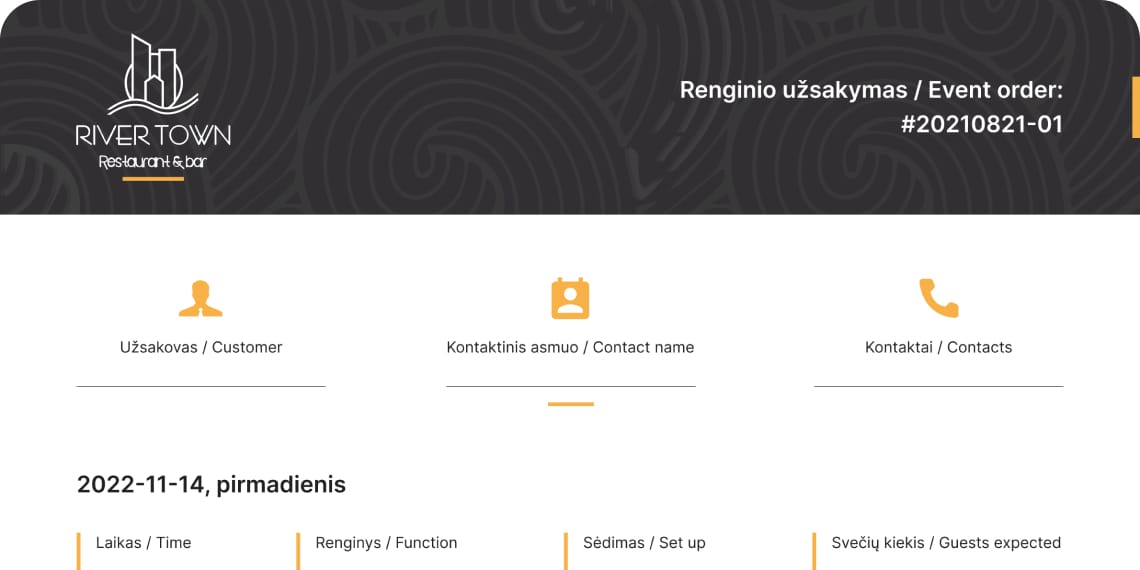 RIVER TOWN
Restaurant & bar
Renginio užsakymas / Event order:
#20210821-01
Užsakovas / Customer
Kontaktinis asmuo / Contact name
Kontaktai / Contacts
2022-11-14, pirmadienis
Laikas / Time
Renginys / Function
Sėdimas / Set up
Svečių kiekis / Guests expected